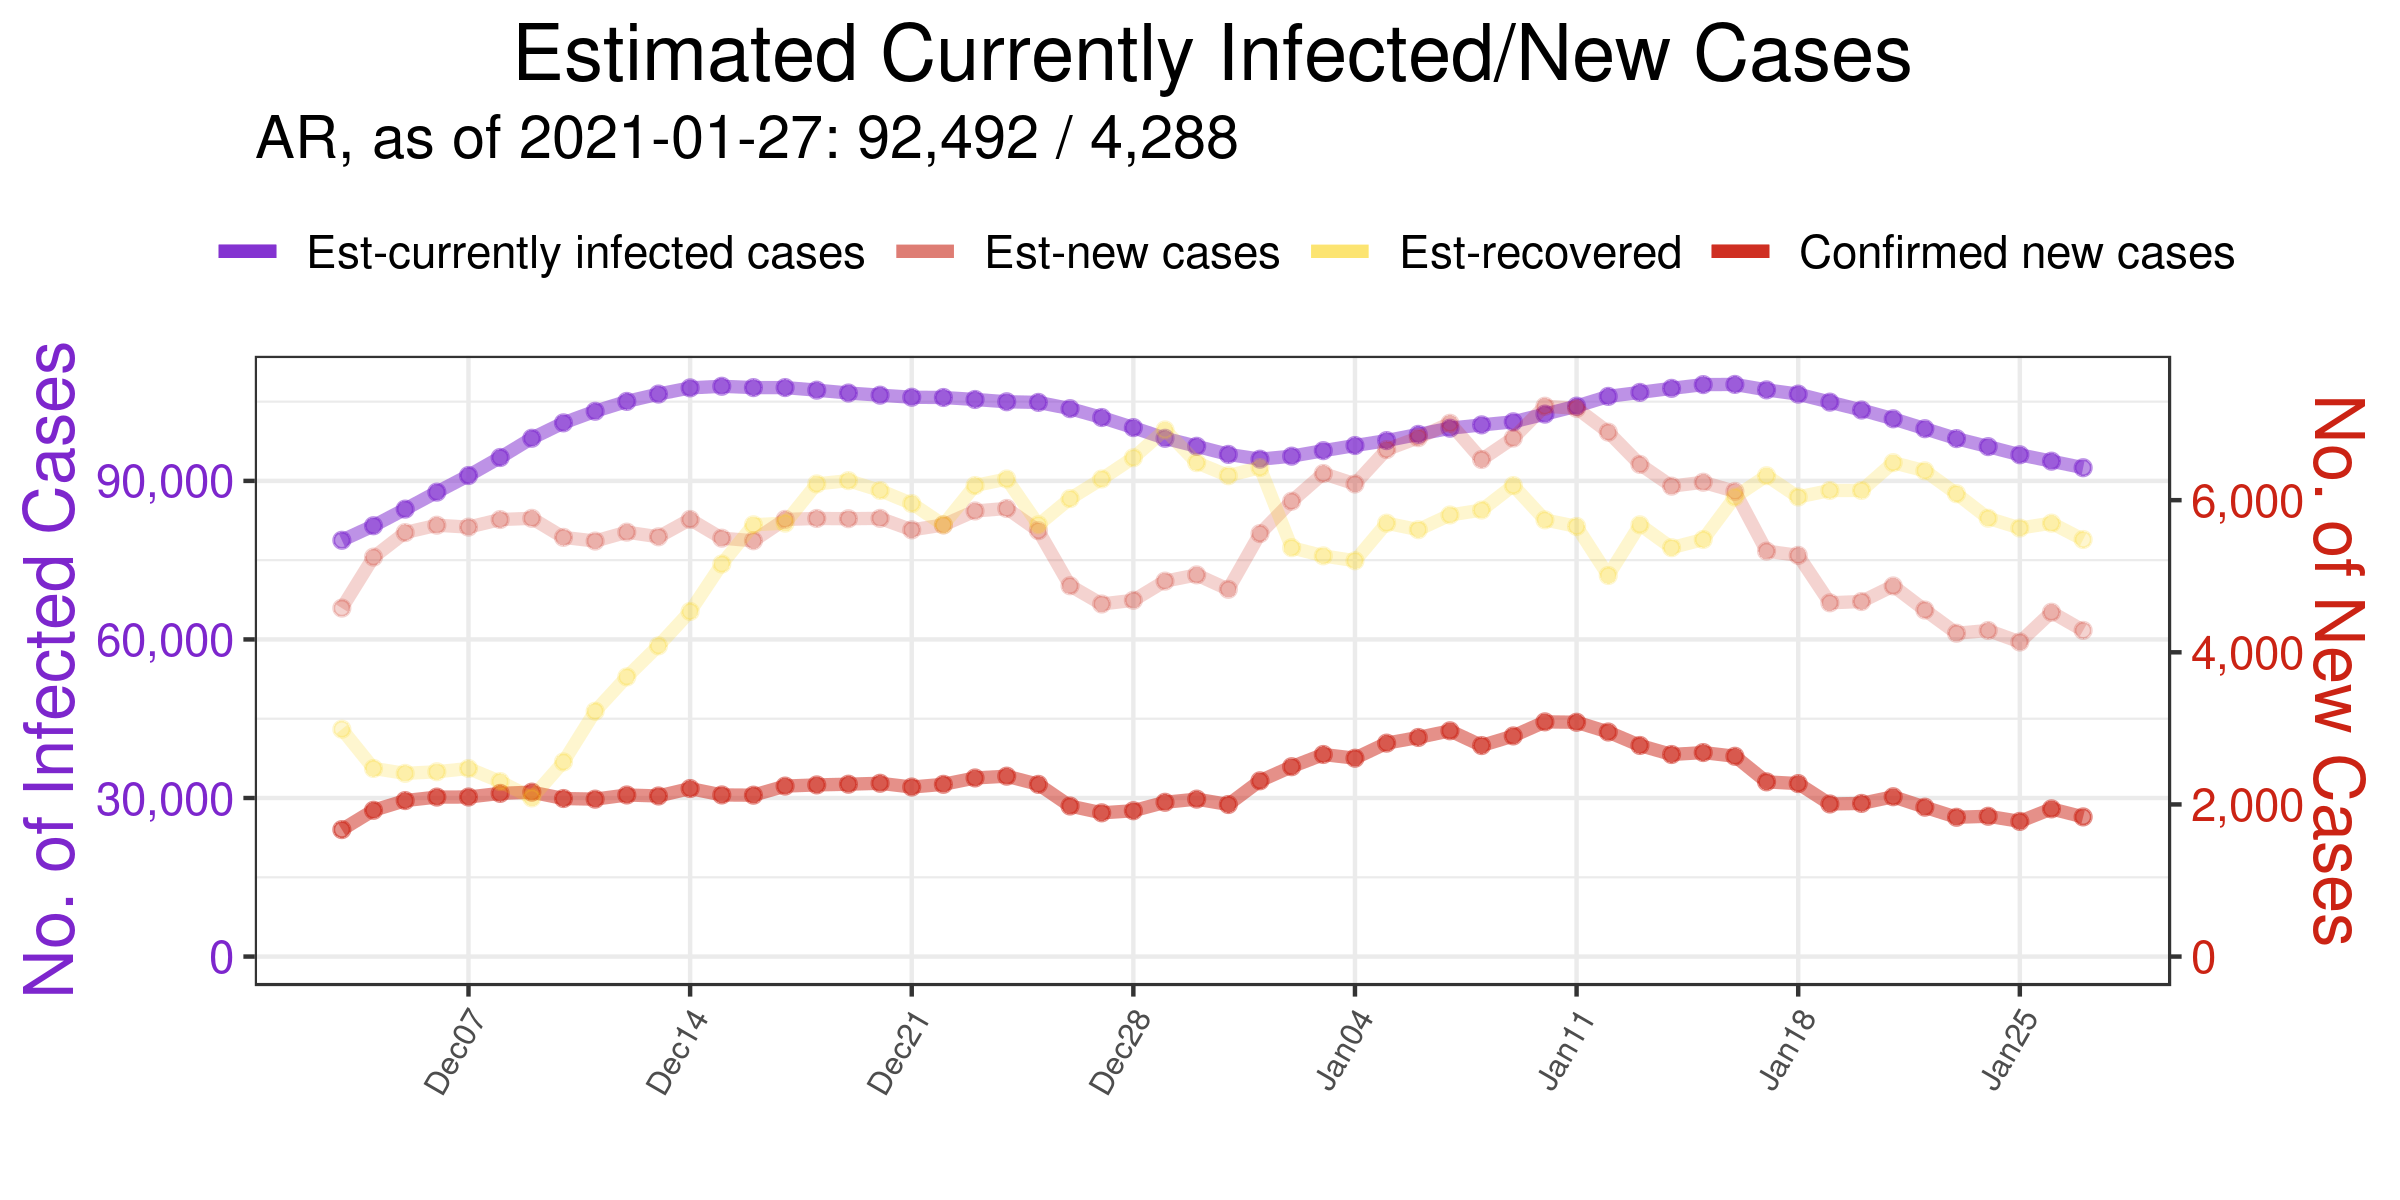 Estimated Currently Infected/New Cases
AR, as of 2021-01-27: 92,492 / 4,288
Est-currently infected cases Est-new cases Est-recovered Confirmed new cases
No. of Infected Cases
90,000
60,000
30,000
0
6,000
4,000
2,000
0
No. of New Cases
Dec07 Dec14 Dec21 Dec28 Jan04 Jan11 Jan18 Jan25